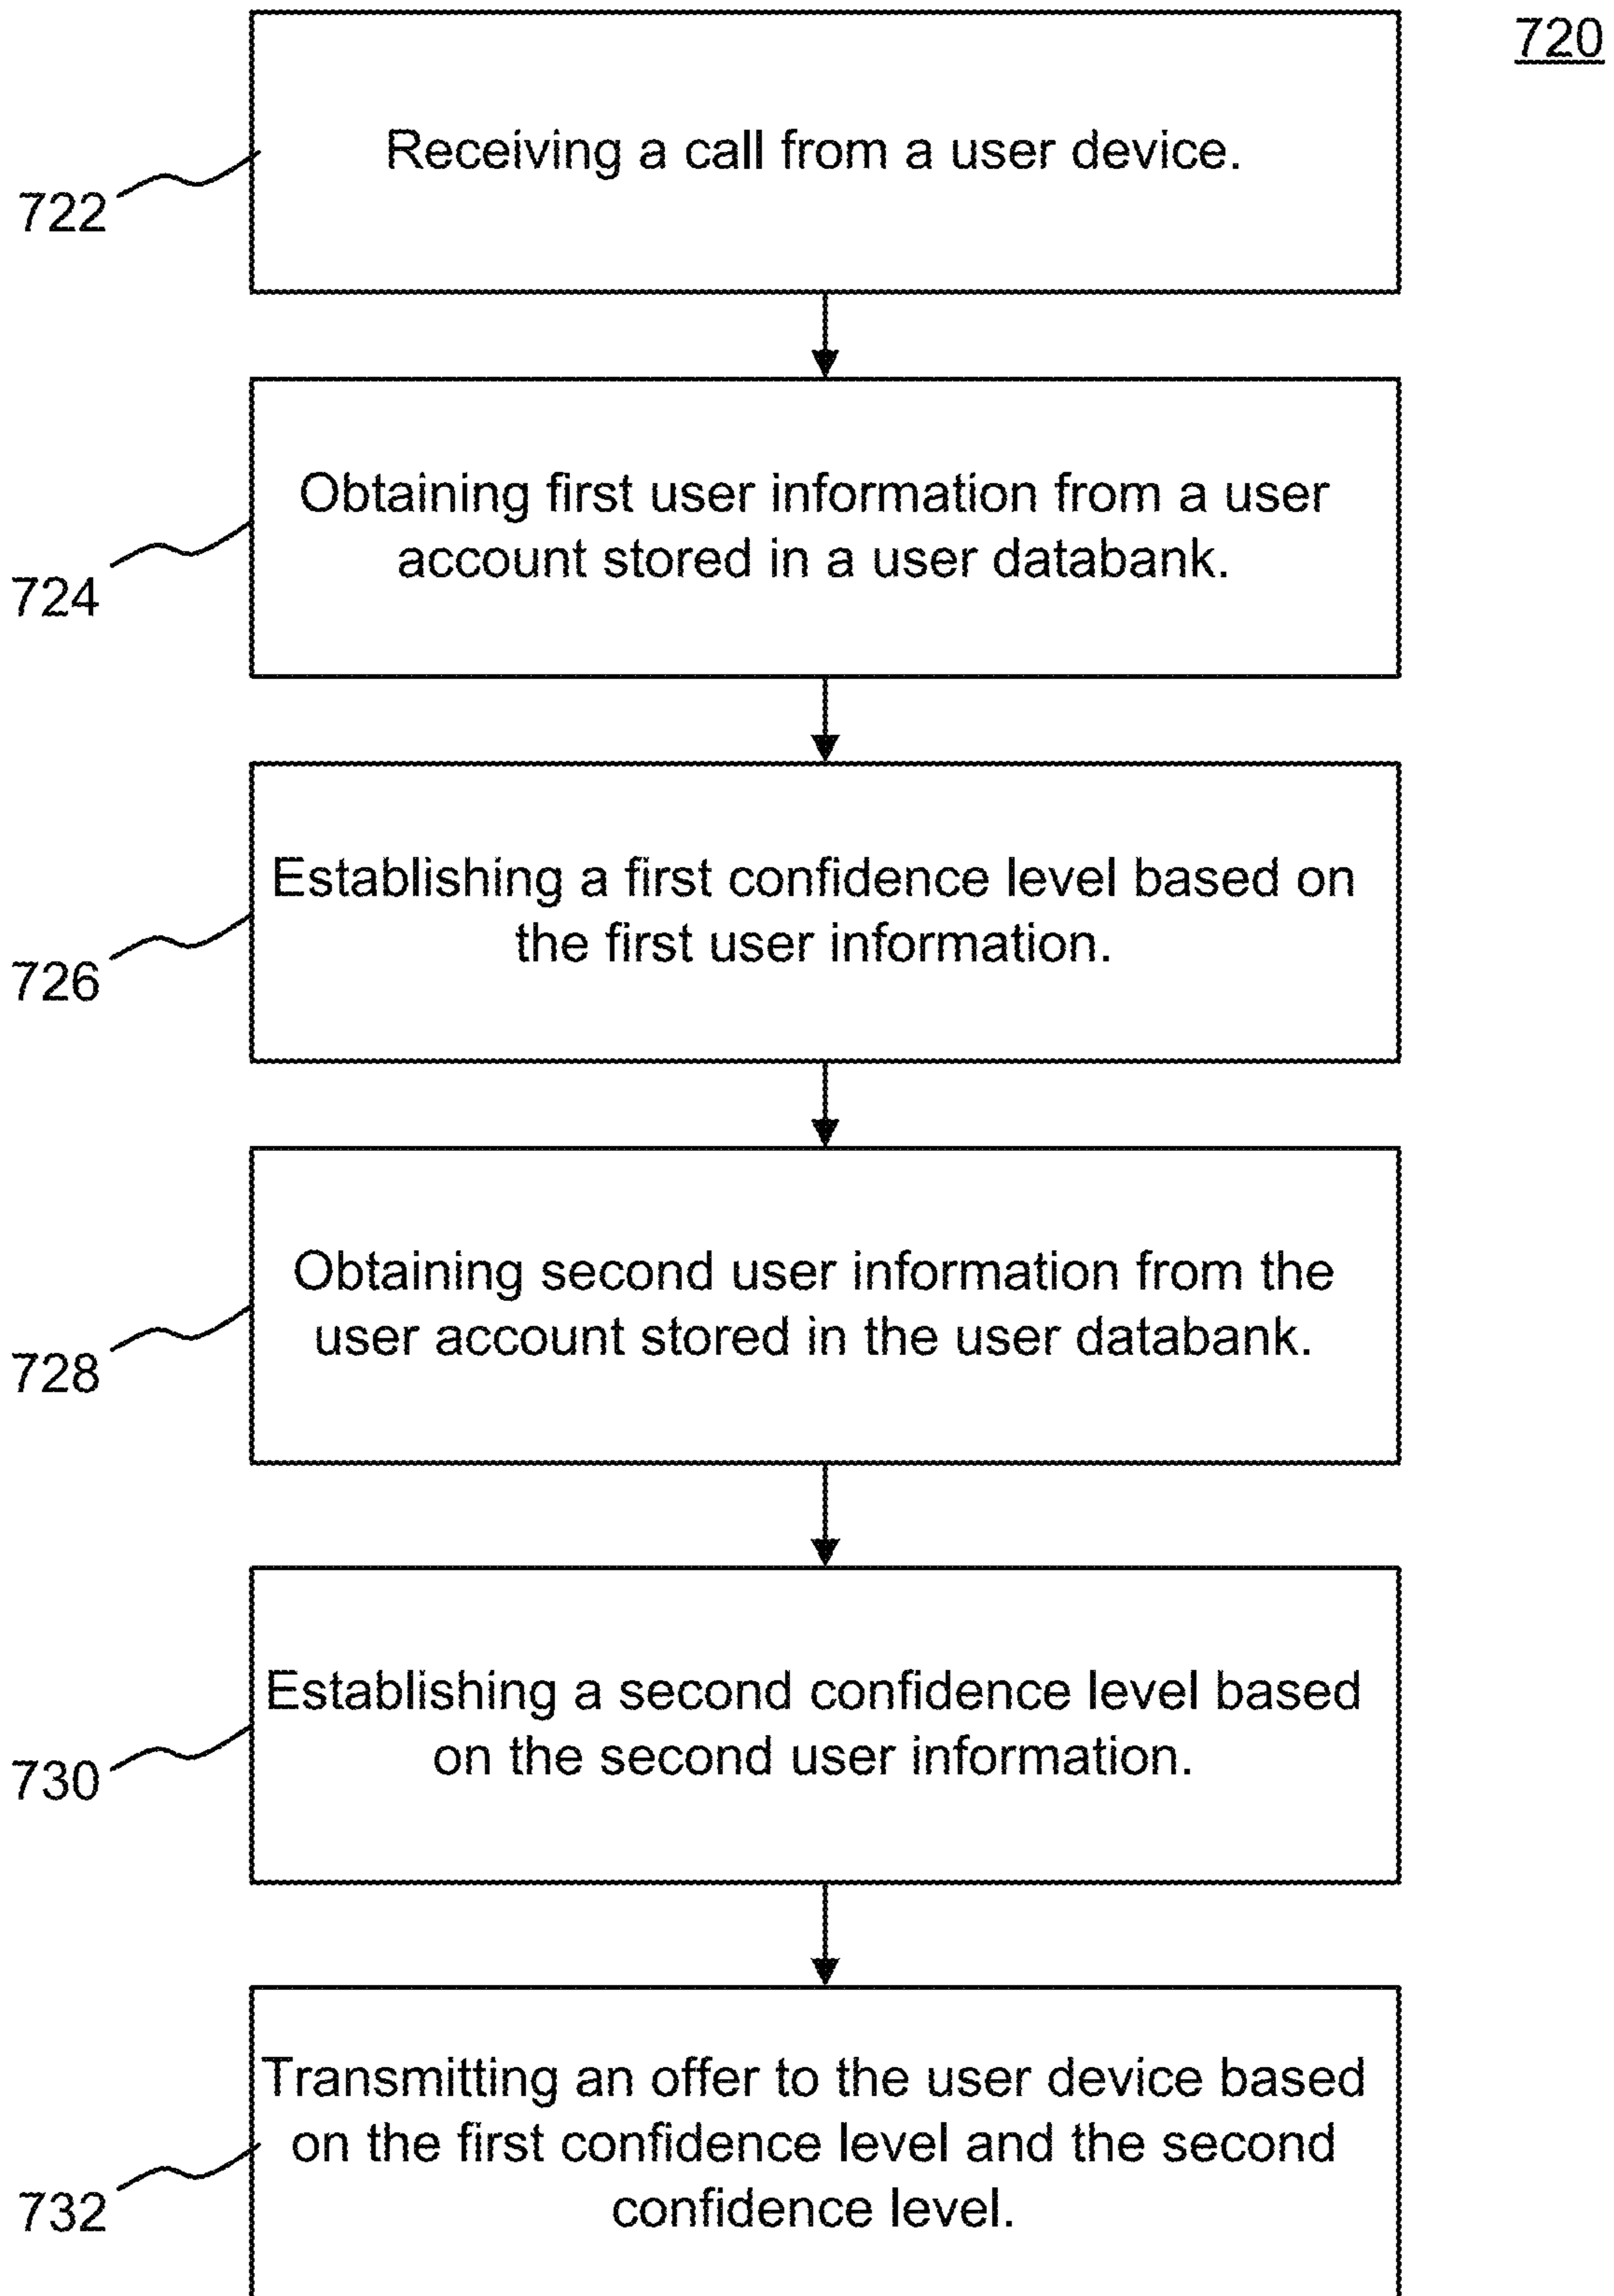 720
Receiving a call from a user device.
722
Obtaining first user information from a user
account stored in a user databank.
724
Establishing a first confidence level based on
the first user information.
726
Obtaining second user information from the
user account stored in the user databank.
728
Establishing a second confidence level based
on the second user information.
730
Transmitting an offer to the user device based
on the first confidence level and the second
confidence level.
732